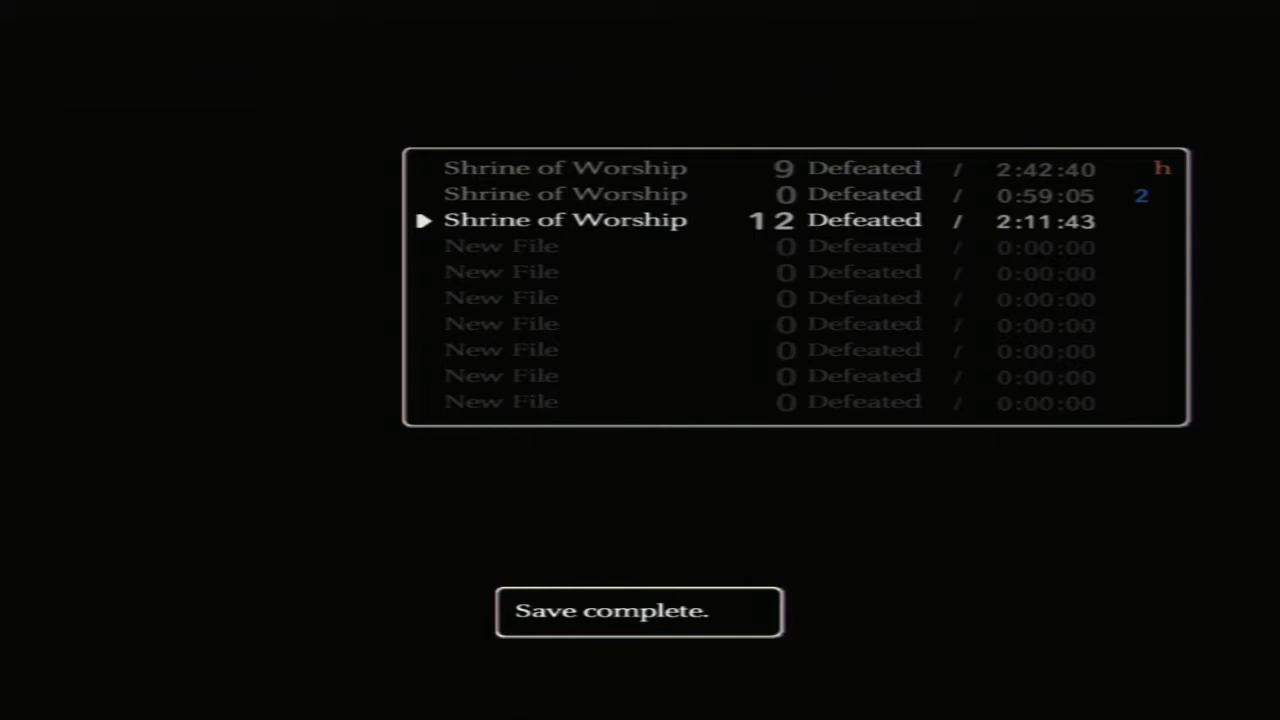 Shrine of Worship 9 Defeated / 2:42:40 h
Shrine of Worship 0 Defeated / 0:59:05 2
Shrine of Worship 12 Defeated / 2:11:43
New File 0 Defeated / 0:00:00
New File 0 Defeated / 0:00:00
New File 0 Defeated / 0:00:00
New File 0 Defeated / 0:00:00
New File 0 Defeated / 0:00:00
New File 0 Defeated / 0:00:00
New File 0 Defeated / 0:00:00
Save complete.